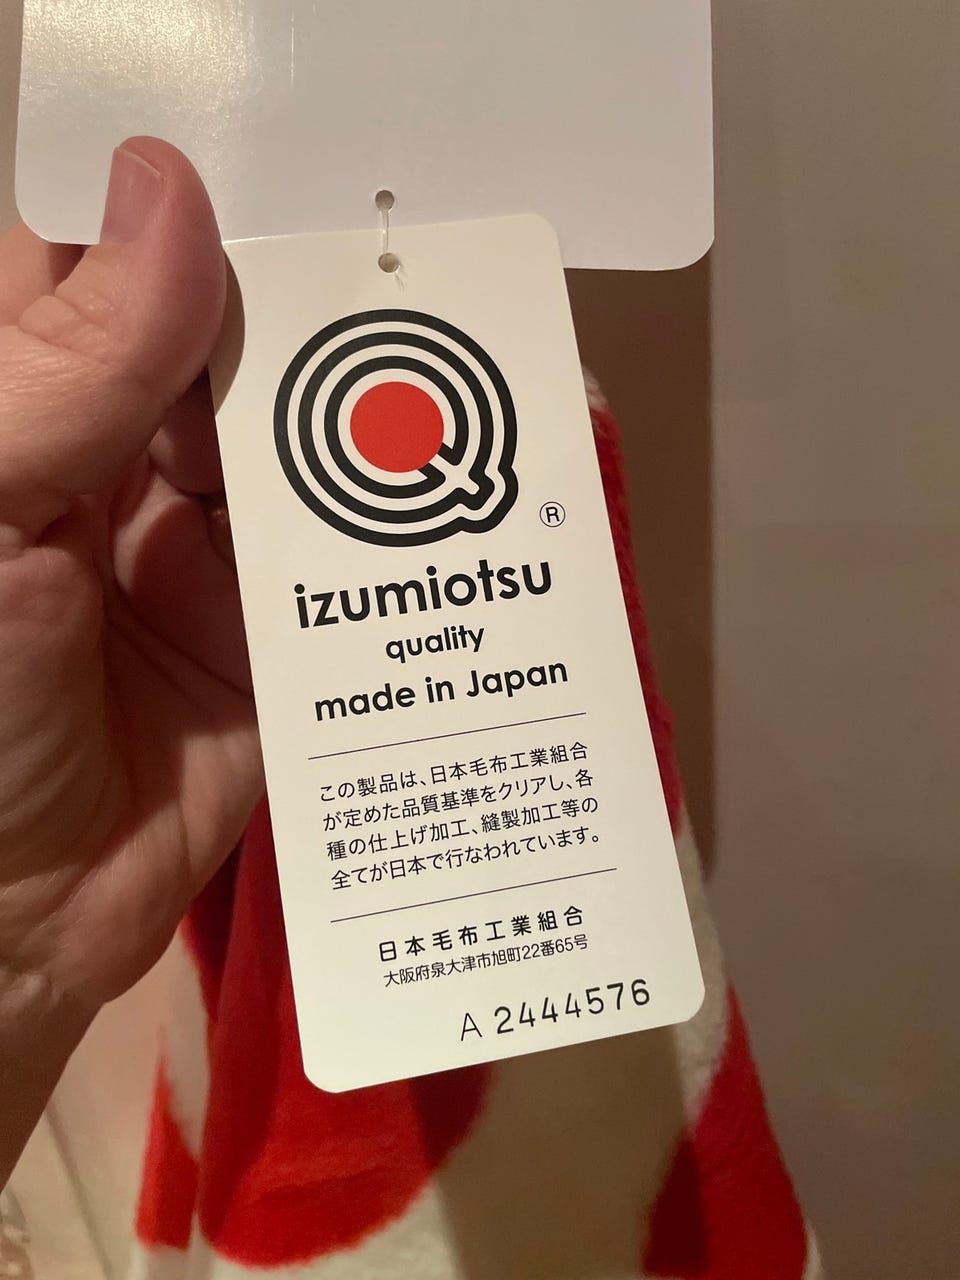 Ⓡ
izumiotsu
quality
made in Japan
この製品は、日本毛布工業組合
が定めた品質基準をクリアし、各
種の仕上げ加工、縫製加工等の
全てが日本で行なわれています。
日本毛布工業組合
大阪府泉大津市旭町22番65号
A 2444576